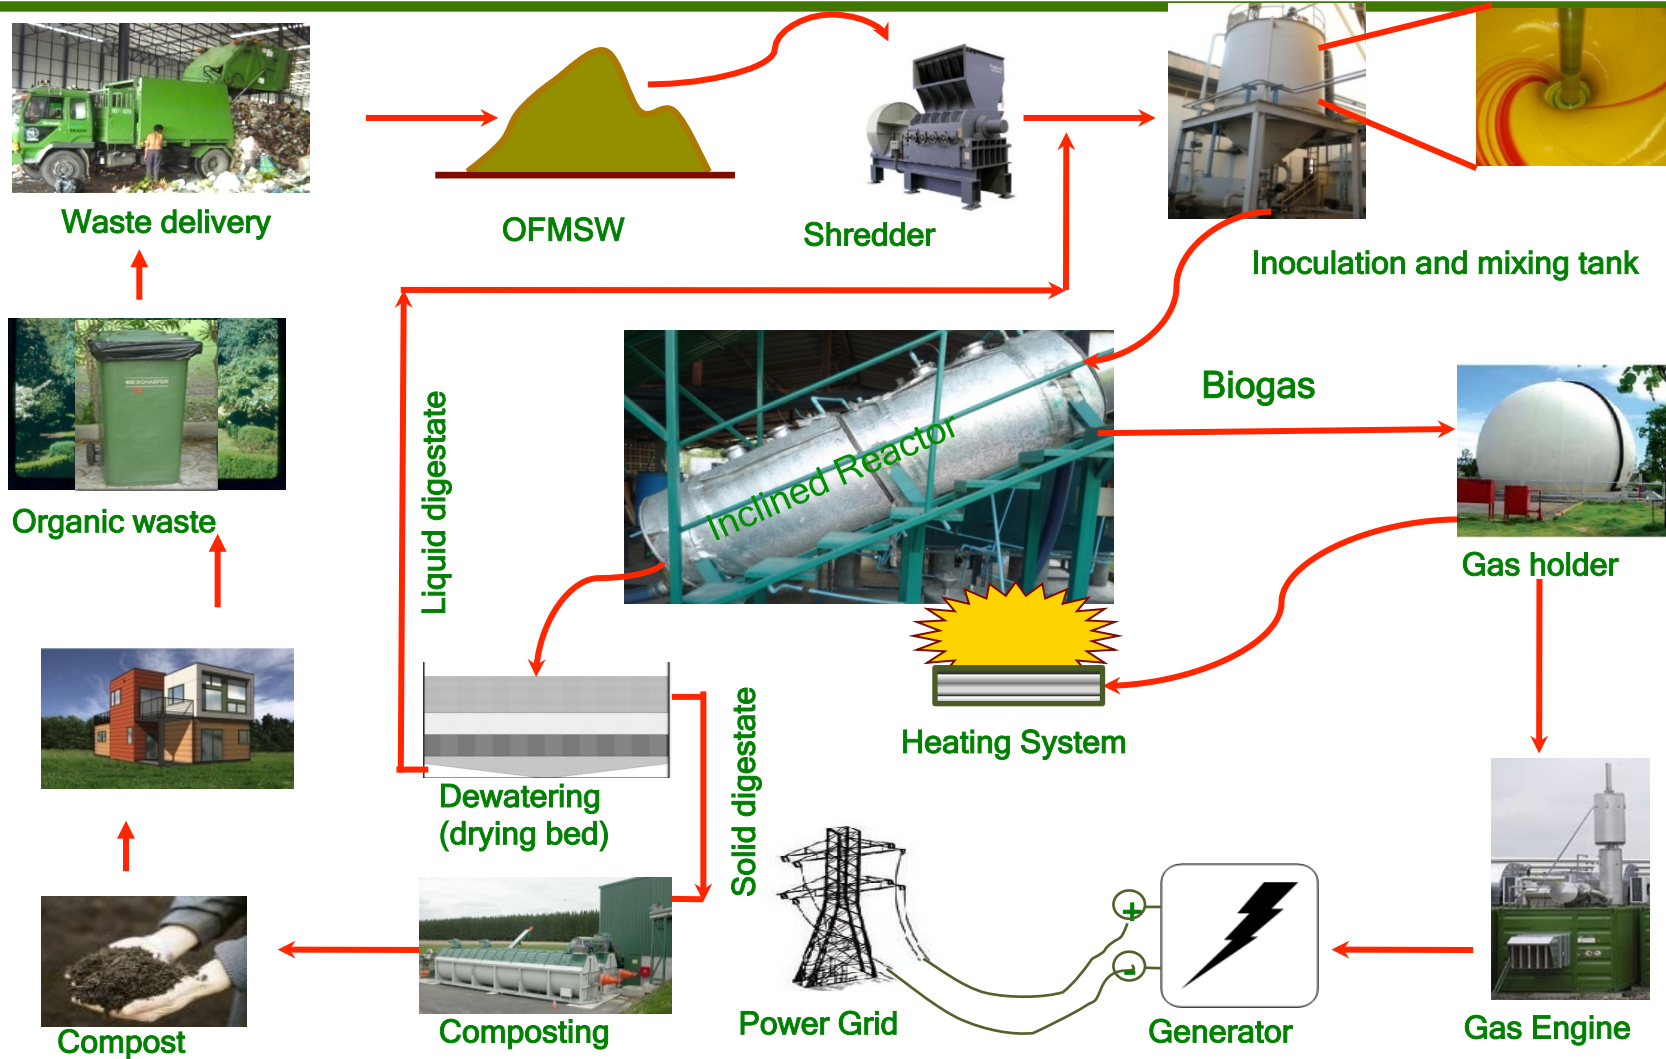 Waste delivery
OFMSW
Shredder
Inoculation and mixing tank
Organic waste
Liquid digestate
Inclined Reactor
Biogas
Gas holder
Heating System
Dewatering
(drying bed)
Solid digestate
Compost
Composting
Power Grid
+
-
Generator
Gas Engine